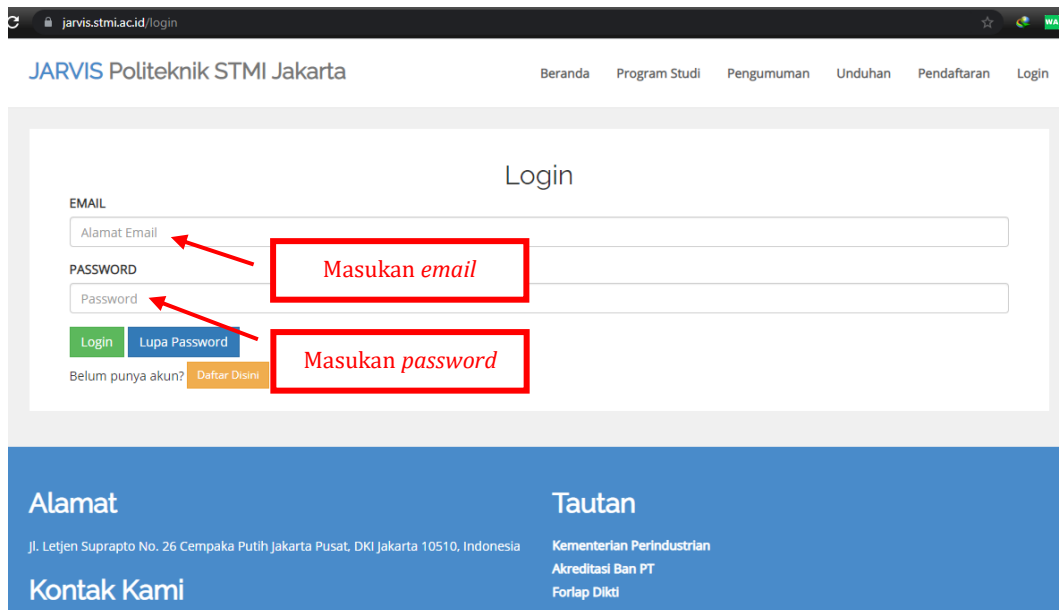 jarvis.stmi.ac.id/login
WA
JARVIS Politeknik STMI Jakarta
Beranda Program Studi Pengumuman Unduhan Pendaftaran Login
Login
EMAIL
Alamat Email
Masukan email
PASSWORD
Password
Login Lupa Password
Masukan password
Belum punya akun? Daftar Disini
Alamat
Jl. Letjen Suprapto No. 26 Cempaka Putih Jakarta Pusat, DKI Jakarta 10510, Indonesia
Kontak Kami
Tautan
Kementerian Perindustrian
Akreditasi Ban PT
Forlap Dikti